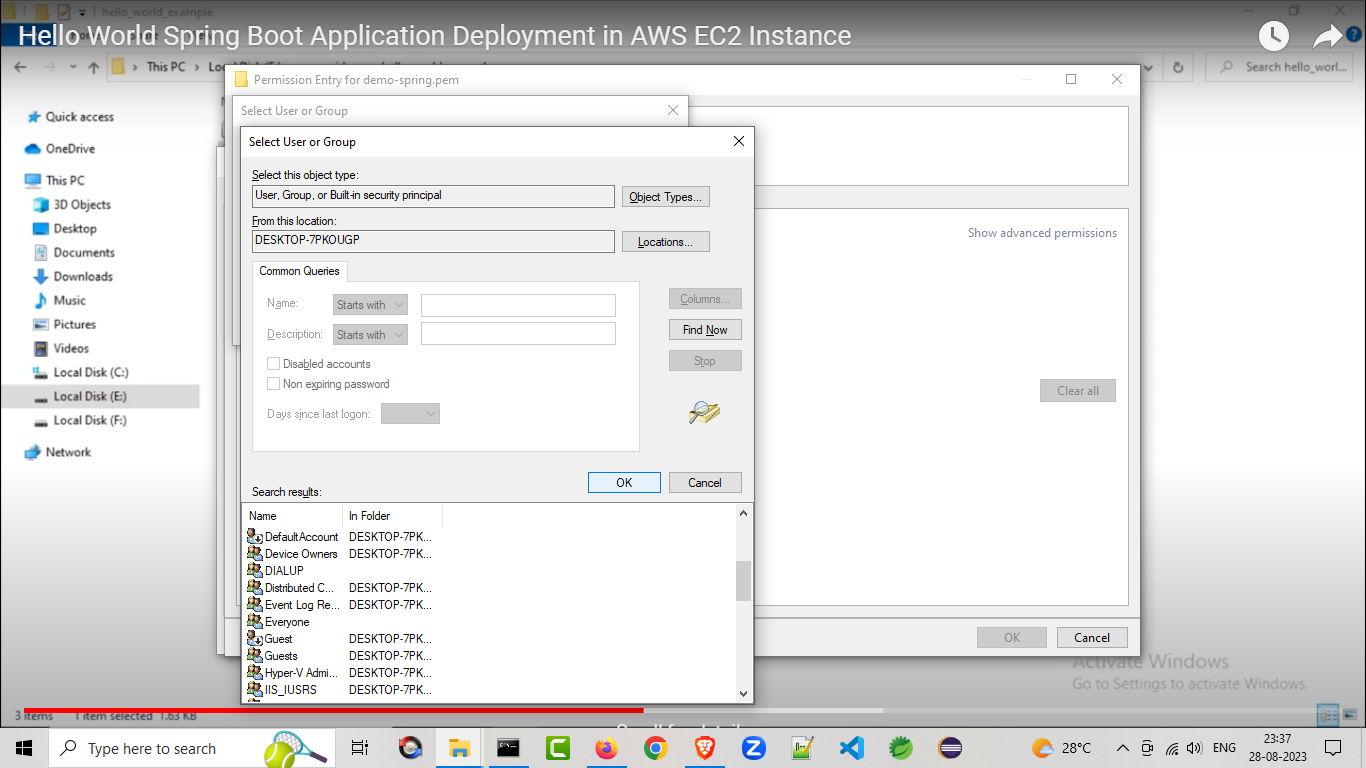 hello_world_example
Hello World Spring Boot Application Deployment in AWS EC2 Instance
This PC
Search hello_worl...
Permission Entry for demo-spring.pem
Select User or Group
Select User or Group
Quick access
OneDrive
This PC
3D Objects
Desktop
Documents
Downloads
Music
Pictures
Videos
Local Disk (C:)
Local Disk (E:)
Local Disk (F:)
Network
Select this object type:
User, Group, or Built-in security principal
Object Types...
From this location:
DESKTOP-7PKOUGP
Locations...
Show advanced permissions
Common Queries
Name:
Starts with
Columns...
Description:
Starts with
Find Now
Disabled accounts
Stop
Non expiring password
Clear all
Days since last logon:
OK
Cancel
Search results:
Name
In Folder
DefaultAccount DESKTOP-7PK...
Device Owners DESKTOP-7PK...
DIALUP
Distributed C... DESKTOP-7PK...
Event Log Re... DESKTOP-7PK...
Everyone
Guest DESKTOP-7PK...
Guests DESKTOP-7PK...
Hyper-V Admi... DESKTOP-7PK...
IIS_IUSRS DESKTOP-7PK...
OK
Cancel
Activate Windows
Go to Settings to activate Windows.
3 items
1 item selected 1.63 KB
Type here to search
28°C
ENG
23:37
28-08-2023